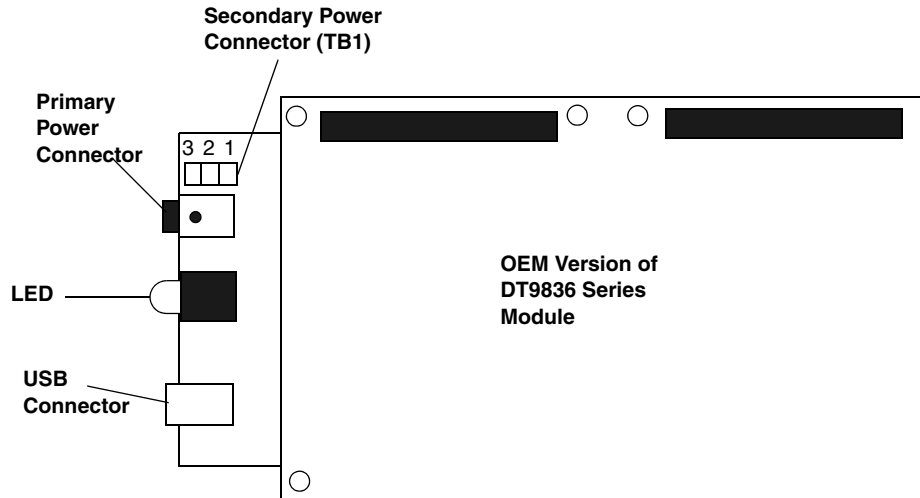 Secondary Power
Connector (TB1)
Primary
Power
Connector
3 2 1
LED
OEM Version of
DT9836 Series
Module
USB
Connector